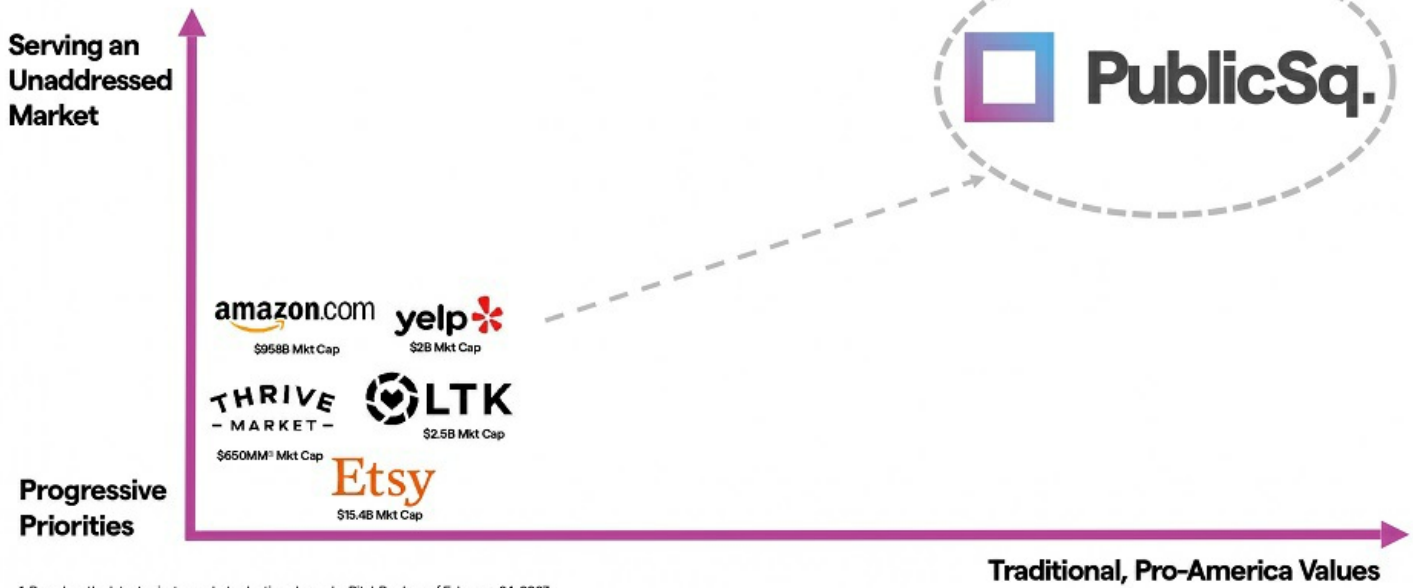 Serving an
Unaddressed
Market
PublicSq.
amazon.com
$958B Mkt Cap
yelp
$2B Mkt Cap
THRIVE
– MARKET –
$650MM³ Mkt Cap
LTK
$2.5B Mkt Cap
Etsy
$15.4B Mkt Cap
Progressive
Priorities
Traditional, Pro-America Values